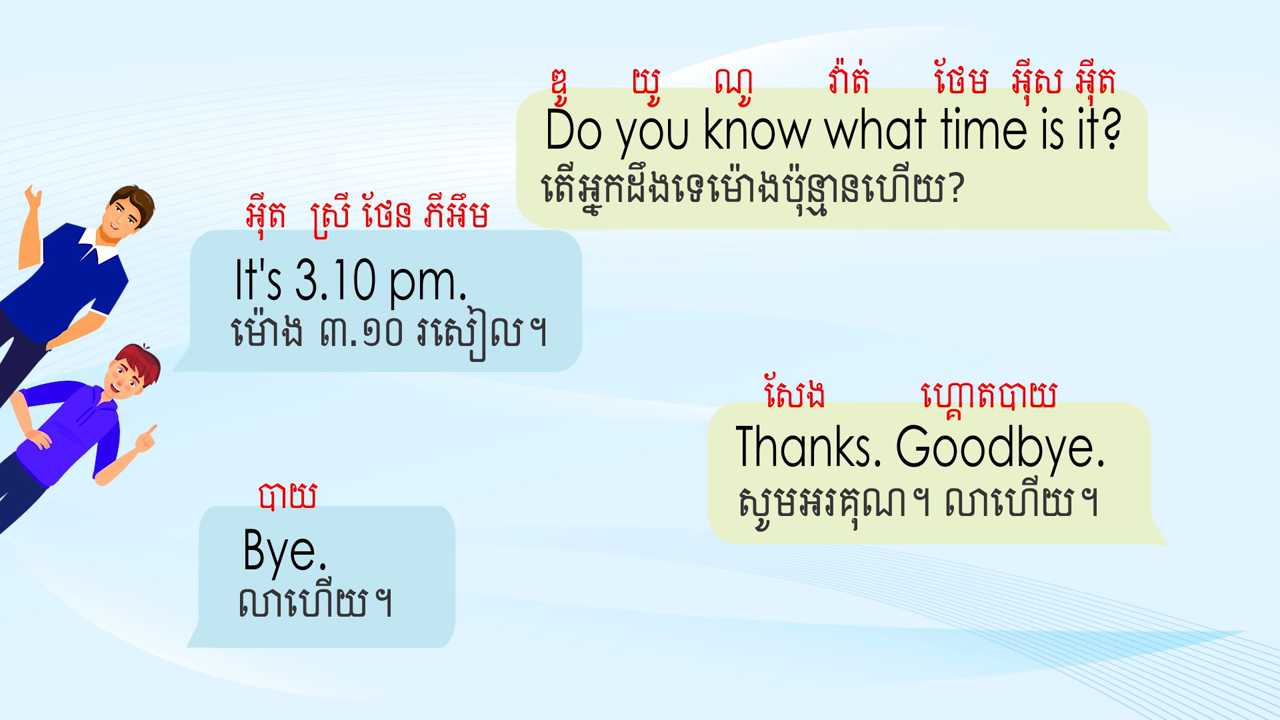 ឌូ យូ ណូ វ៉ាត់ ថែម អ៊ីស អ៊ីត
Do you know what time is it?
តើអ្នកដឹងទេម៉ោងប៉ុន្មានហើយ?
អ៊ីត ស្រី ថែន ភីអឹម
It's 3.10 pm.
ម៉ោង ៣.១០ រសៀល។
សែង ហ្គោតបាយ
Thanks. Goodbye.
សូមអរគុណ។ លាហើយ។
បាយ
Bye.
លាហើយ។